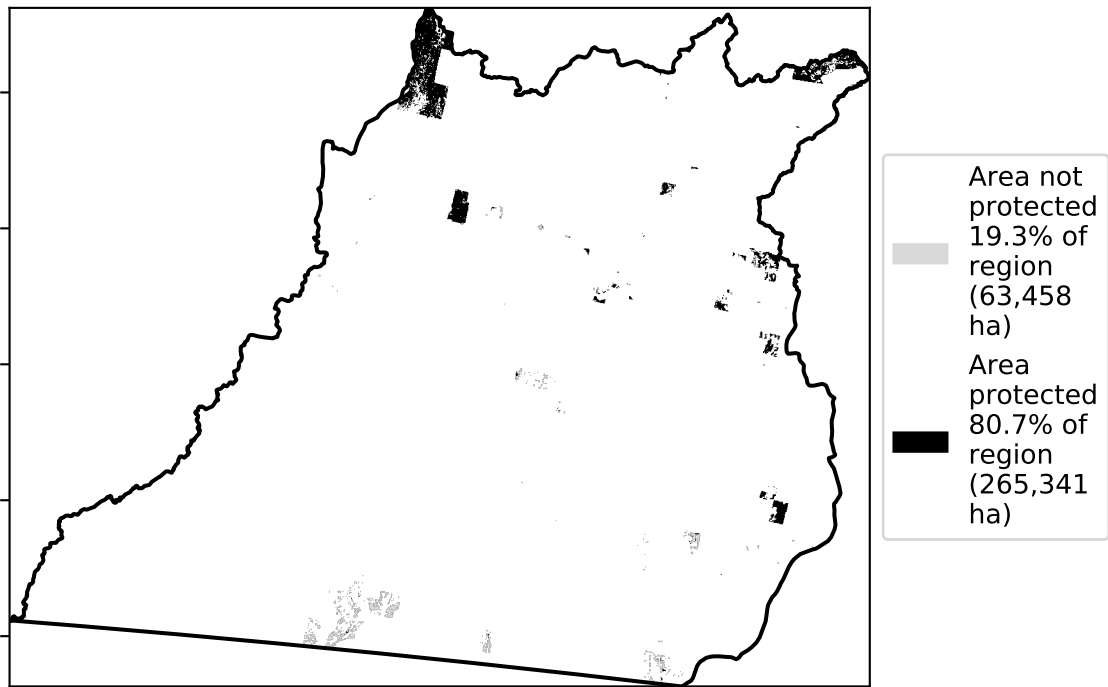 Area not
protected
19.3% of
region
(63,458
ha)
Area
protected
80.7% of
region
(265,341
ha)